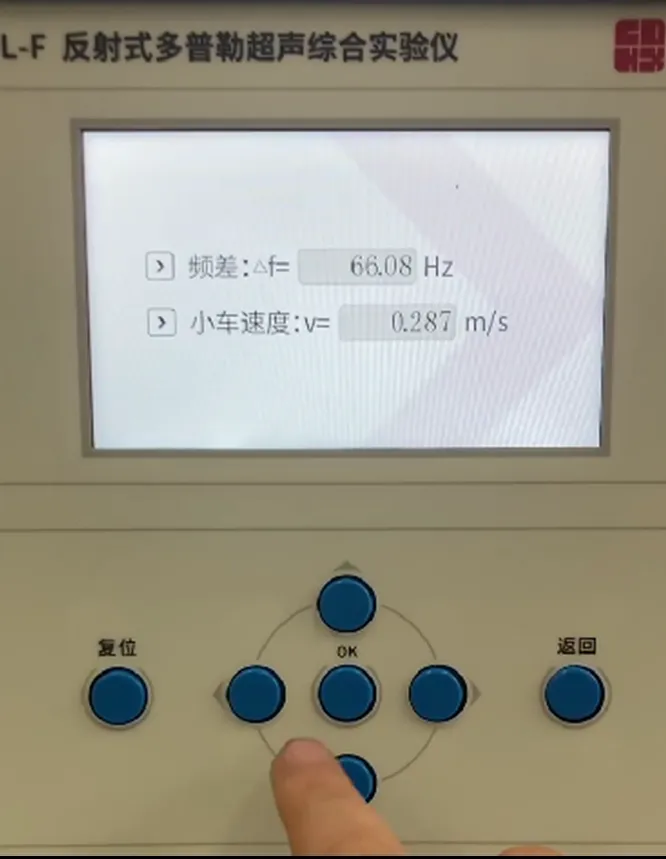 L-F 反射式多普勒超声综合实验仪
频差:△f= 66.08 Hz
小车速度:v= 0.287 m/s
复位
OK
返回